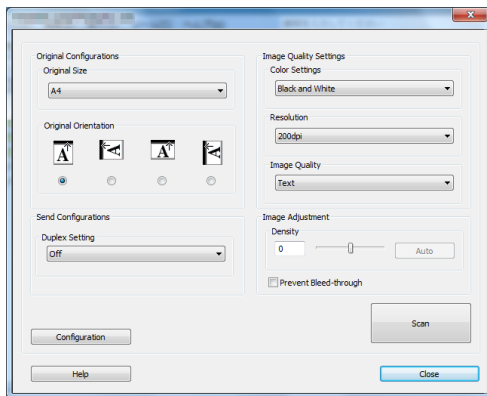 Original Configurations
Original Size
A4
Original Orientation
A A A A
Send Configurations
Duplex Setting
Off
Configuration
Help
Image Quality Settings
Color Settings
Black and White
Resolution
200dpi
Image Quality
Text
Image Adjustment
Density
0
Auto
Prevent Bleed-through
Scan
Close